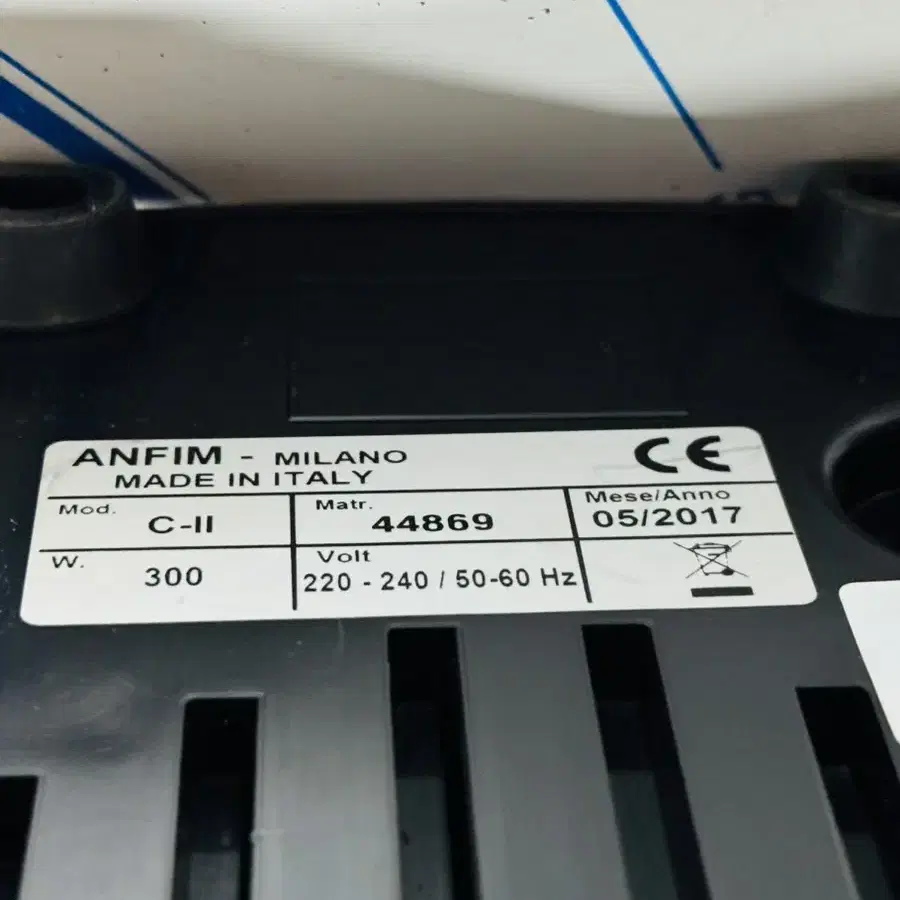 ANFIM - MILANO
MADE IN ITALY
CE
Mod.
C-II
Matr.
44869
Mese/Anno
05/2017
W.
300
Volt
220 - 240 / 50-60 Hz